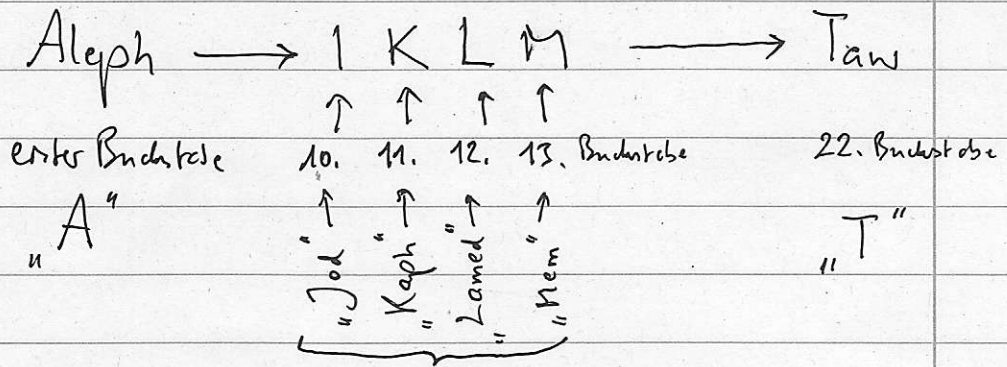 Aleph → I K L M → Taw
↑ ↑ ↑ ↑
erster Buchstabe 10. 11. 12. 13. Buchstabe 22. Buchstabe
↑ ↑ ↑ ↑
„A“ „Jod“ „Kaph“ „Lamed“ „Mem“ „T“